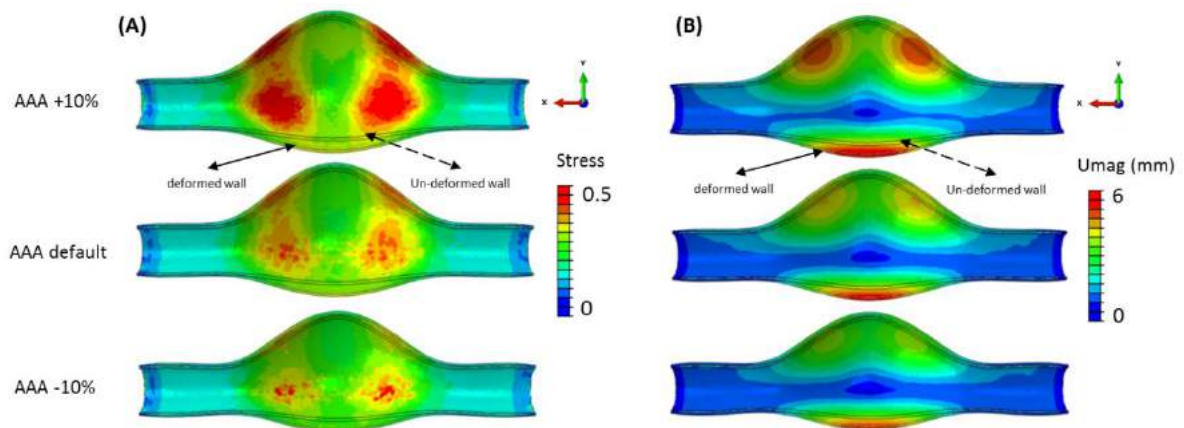 (A)
(B)
AAA +10%
Y
X
Y
X
deformed wall
Un-deformed wall
Stress
0.5
0
deformed wall
Un-deformed wall
Umag (mm)
6
0
AAA default
AAA -10%